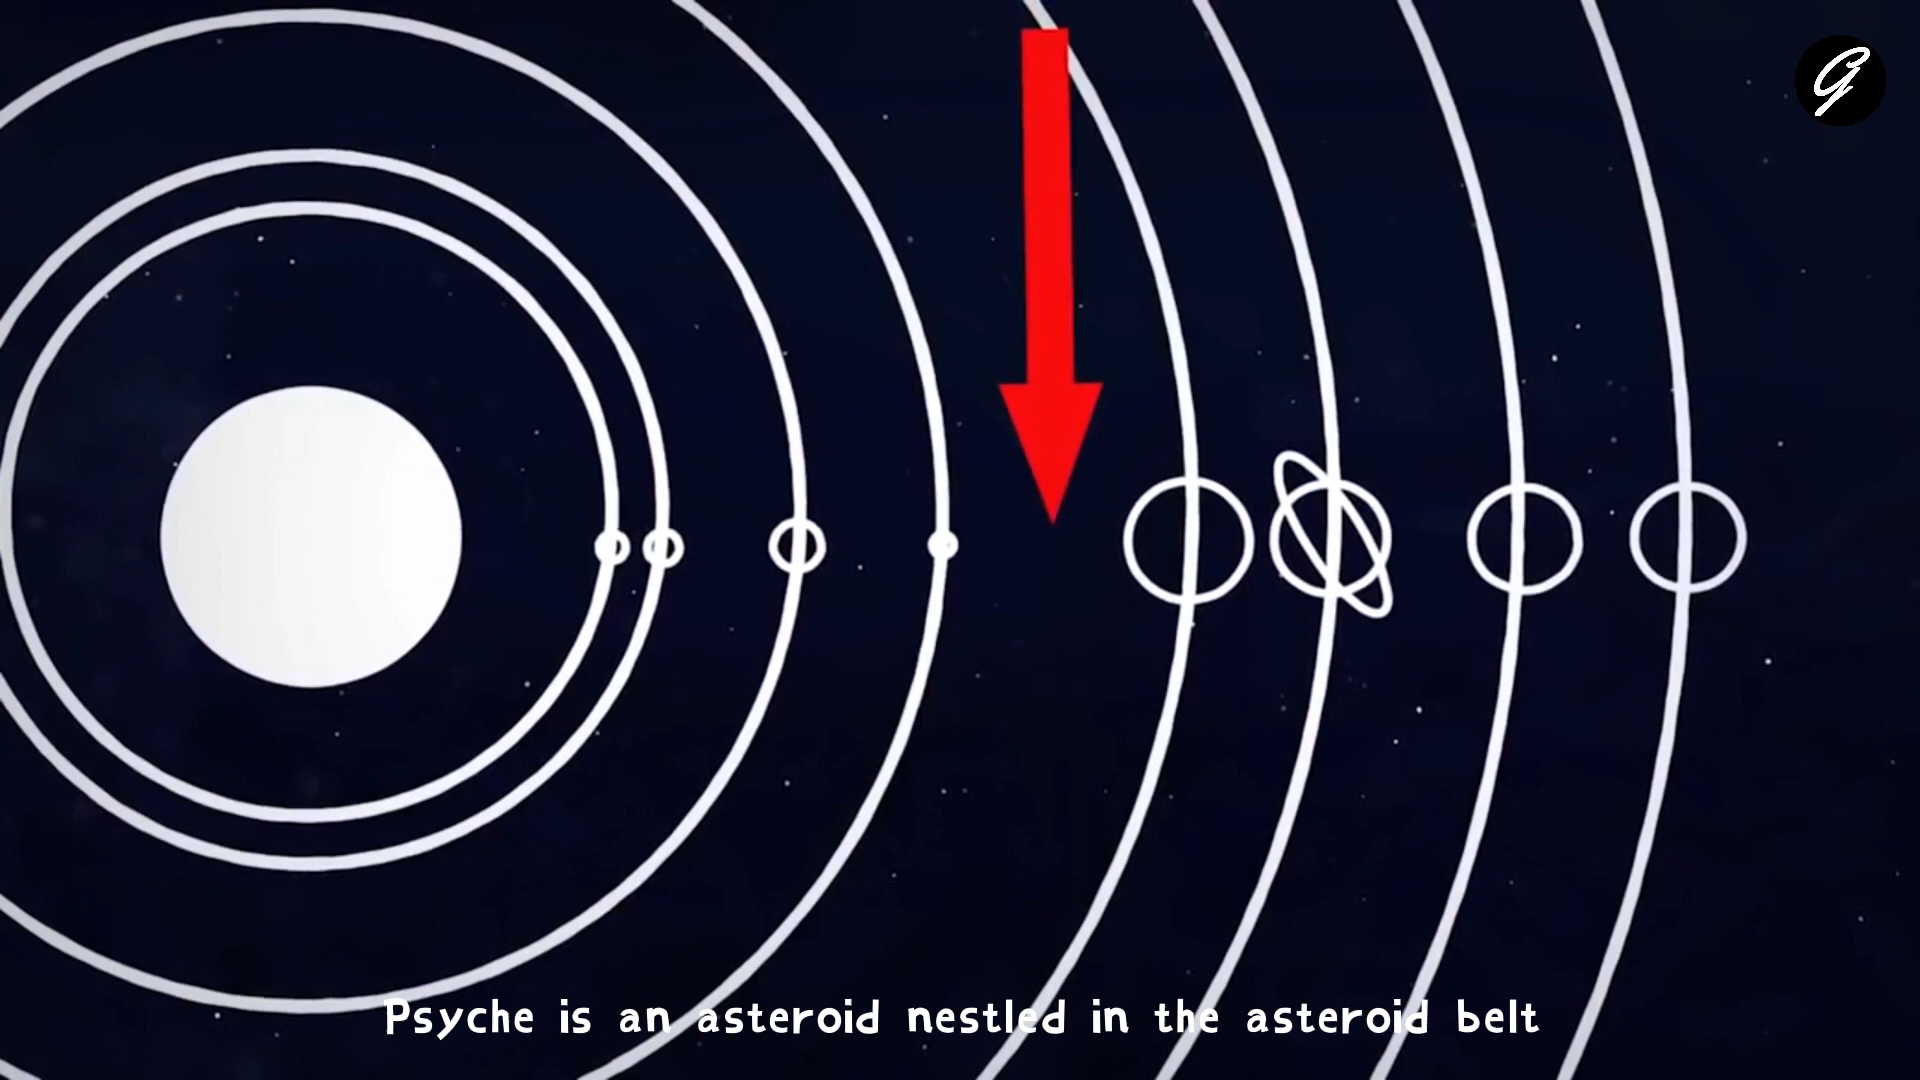 G
Psyche is an asteroid nestled in the asteroid belt